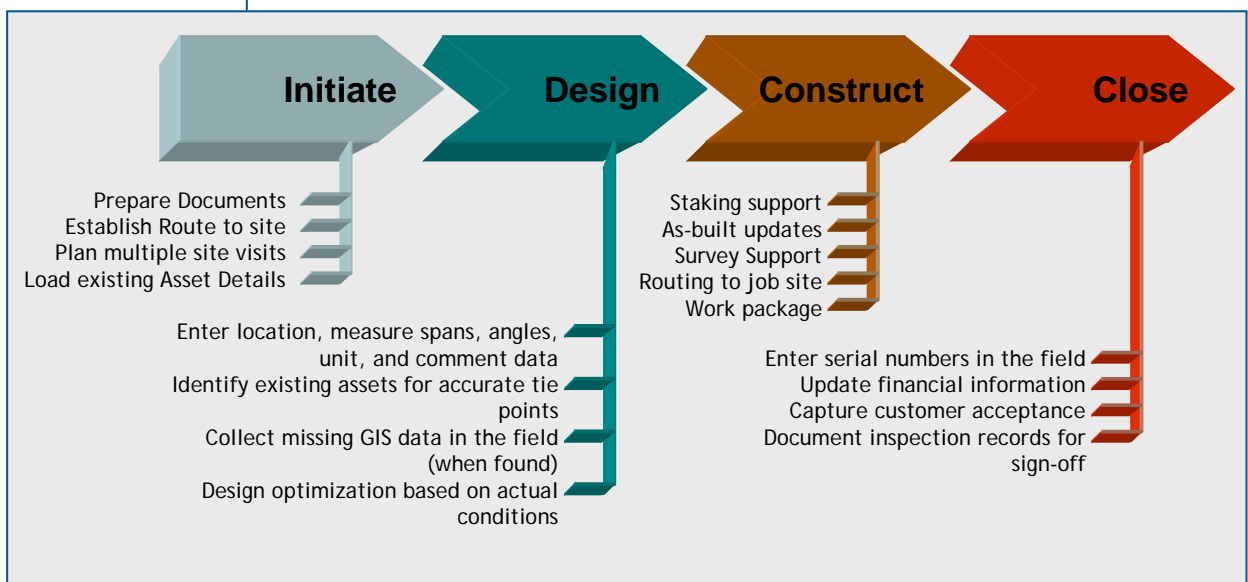 Initiate
Design
Construct
Close
Prepare Documents
Establish Route to site
Plan multiple site visits
Load existing Asset Details
Enter location, measure spans, angles,
unit, and comment data
Identify existing assets for accurate tie
points
Collect missing GIS data in the field
(when found)
Design optimization based on actual
conditions
Staking support
As-built updates
Survey Support
Routing to job site
Work package
Enter serial numbers in the field
Update financial information
Capture customer acceptance
Document inspection records for
sign-off